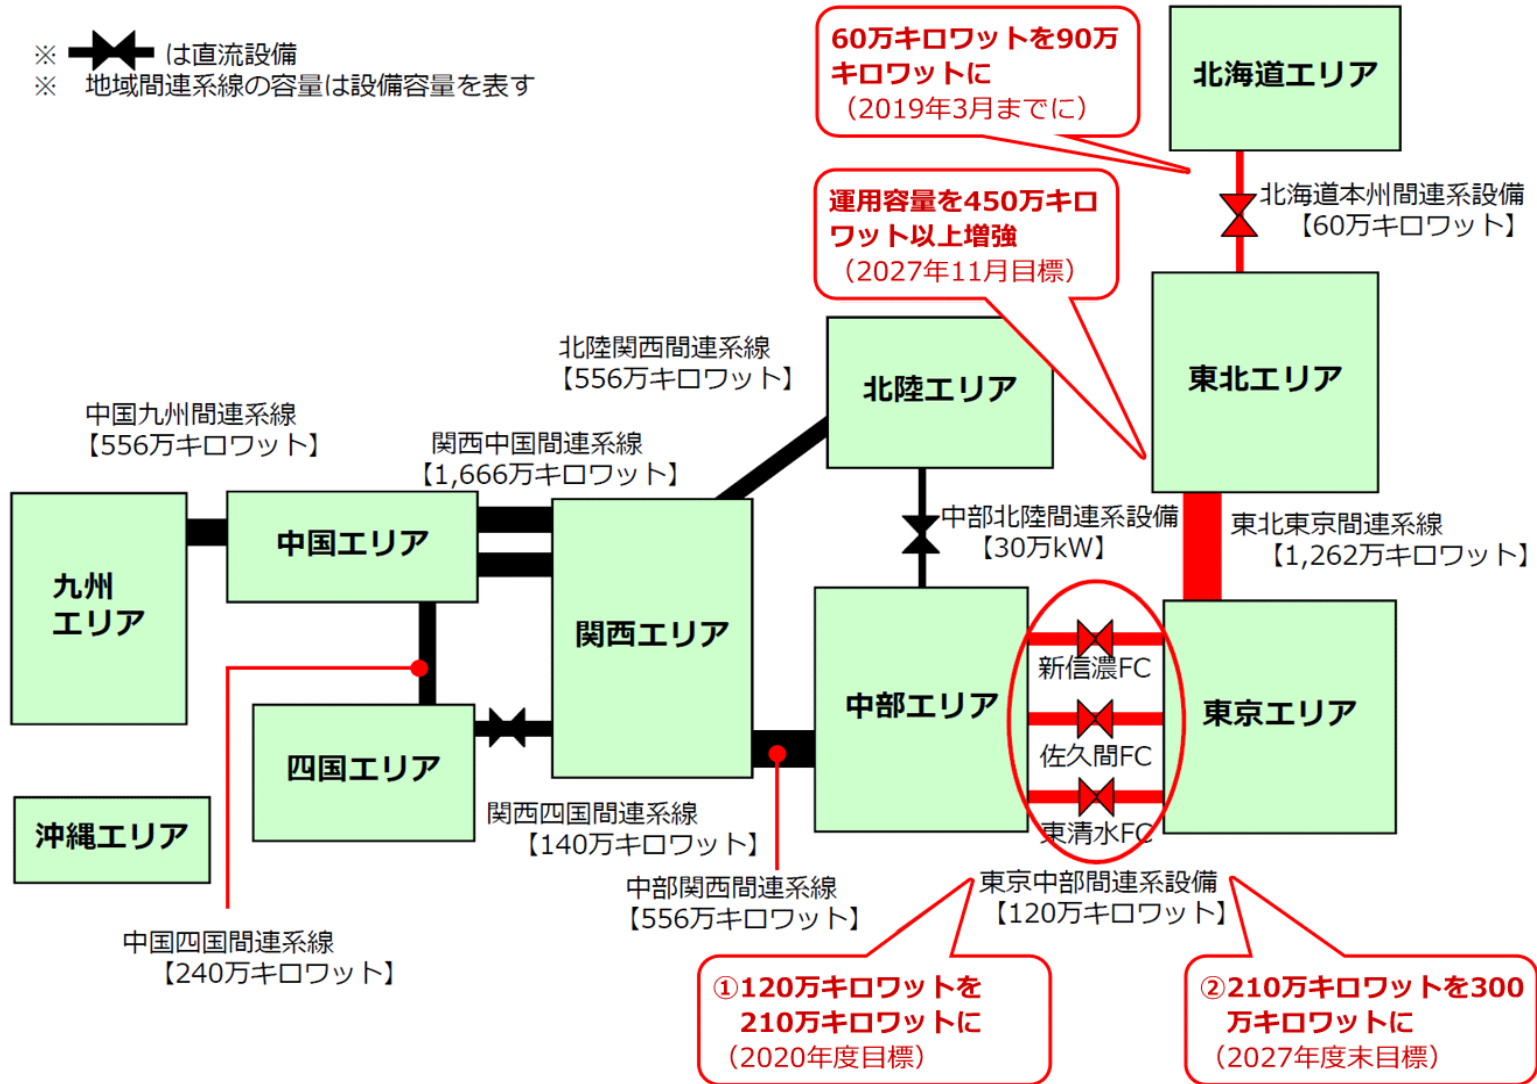 ※ は直流設備
※ 地域間連系線の容量は設備容量を表す
60万キロワットを90万
キロワットに
（2019年3月までに）
北海道エリア
運用容量を450万キロ
ワット以上増強
（2027年11月目標）
北海道本州間連系設備
【60万キロワット】
北陸関西間連系線
【556万キロワット】
北陸エリア
東北エリア
中国九州間連系線
【556万キロワット】
関西中国間連系線
【1,666万キロワット】
中部北陸間連系設備
【30万kW】
東北東京間連系線
【1,262万キロワット】
九州
エリア
中国エリア
関西エリア
中部エリア
新信濃FC
佐久間FC
東清水FC
東京エリア
四国エリア
沖縄エリア
関西四国間連系線
【140万キロワット】
中部関西間連系線
【556万キロワット】
東京中部間連系設備
【120万キロワット】
中国四国間連系線
【240万キロワット】
①120万キロワットを
210万キロワットに
（2020年度目標）
②210万キロワットを300
万キロワットに
（2027年度末目標）